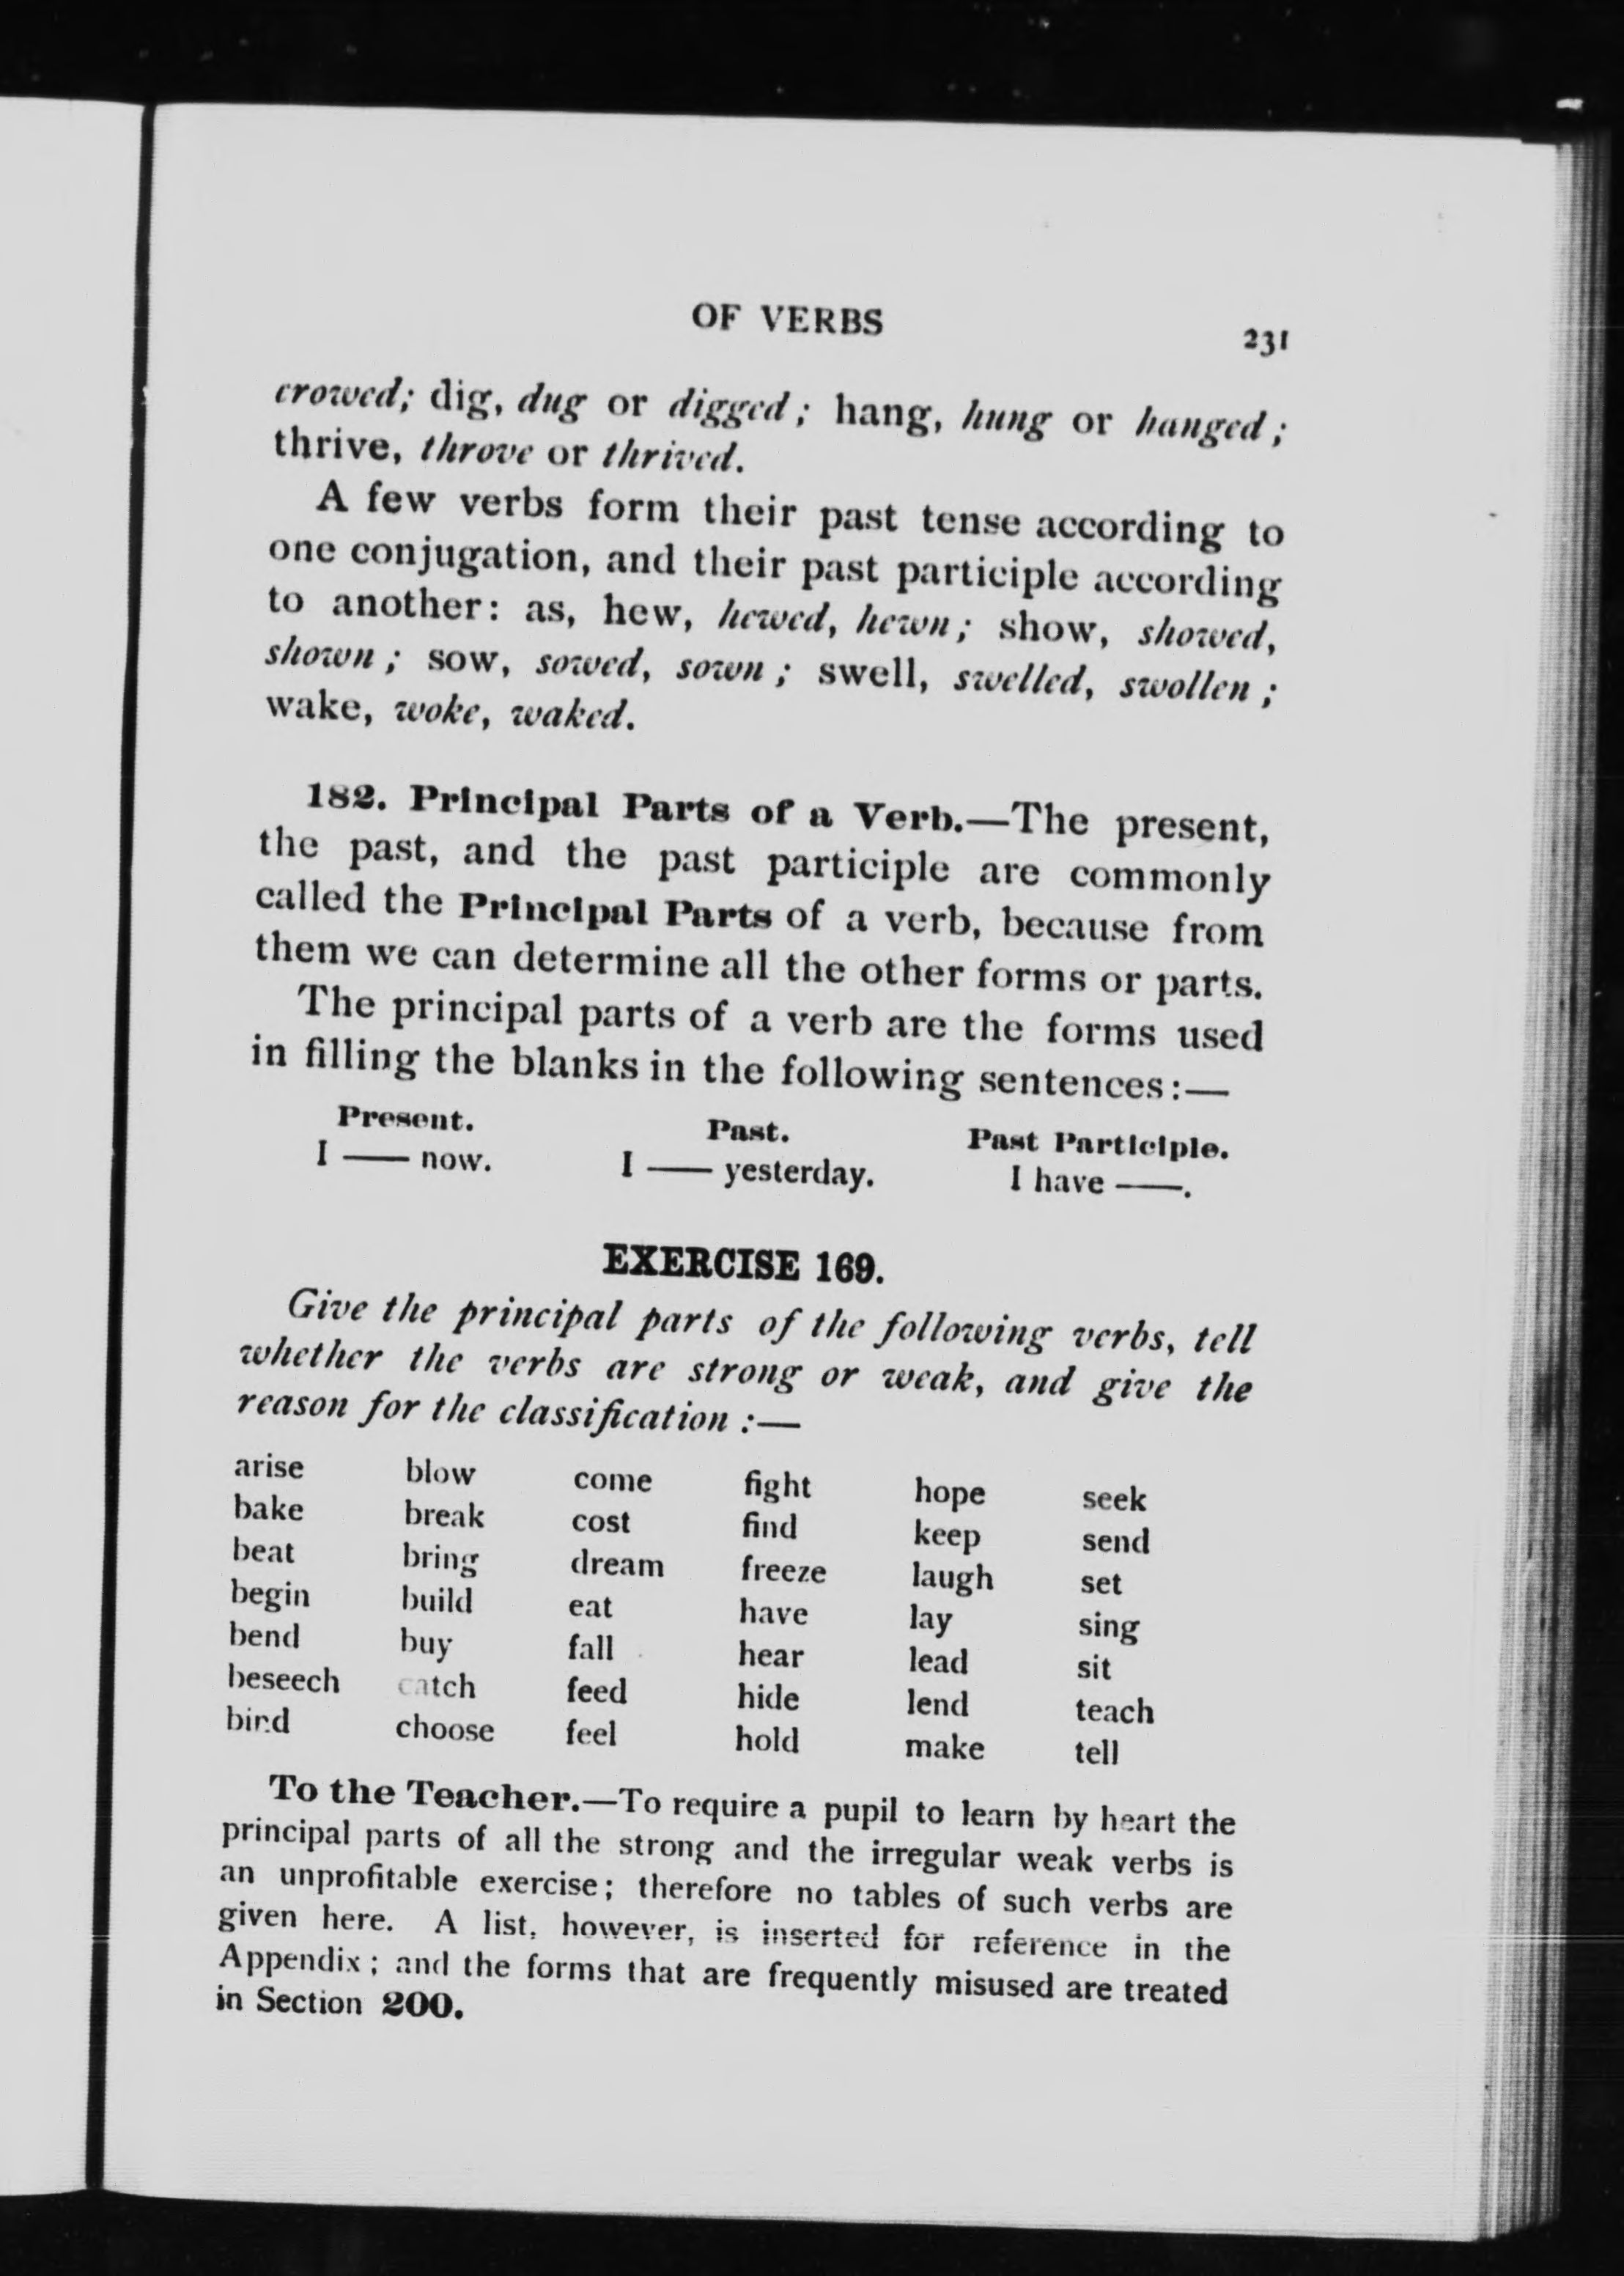 OF VERBS
231
crowed; dig, dug or digged; hang, hung or hanged;
thrive, throve or thrived.
A few verbs form their past tense according to
one conjugation, and their past participle according
to another: as, hew, hewed, hewn; show, showed,
shown; sow, sowed, sown; swell, swelled, swollen;
wake, woke, waked.
182. Principal Parts of a Verb.—The present,
the past, and the past participle are commonly
called the Principal Parts of a verb, because from
them we can determine all the other forms or parts.
The principal parts of a verb are the forms used
in filling the blanks in the following sentences:—
Present. Past. Past Participle.
I —— now. I —— yesterday. I have ——.
EXERCISE 169.
Give the principal parts of the following verbs, tell
whether the verbs are strong or weak, and give the
reason for the classification:—
arise blow come fight hope seek
bake break cost find keep send
beat bring dream freeze laugh set
begin build eat have lay sing
bend buy fall hear lead sit
beseech catch feed hide lend teach
bind choose feel hold make tell
To the Teacher.—To require a pupil to learn by heart the
principal parts of all the strong and the irregular weak verbs is
an unprofitable exercise; therefore no tables of such verbs are
given here. A list, however, is inserted for reference in the
Appendix; and the forms that are frequently misused are treated
in Section 200.